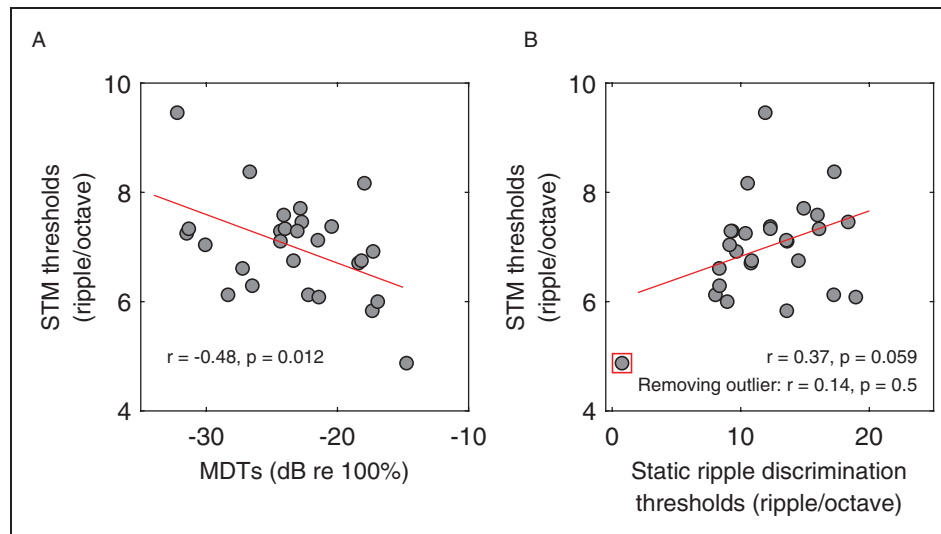 A
10
8
6
4
STM thresholds
(ripple/octave)
r = -0.48, p = 0.012
-30
-20
-10
MDTs (dB re 100%)
B
10
8
6
4
STM thresholds
(ripple/octave)
r = 0.37, p = 0.059
Removing outlier: r = 0.14, p = 0.5
0
10
20
Static ripple discrimination
thresholds (ripple/octave)